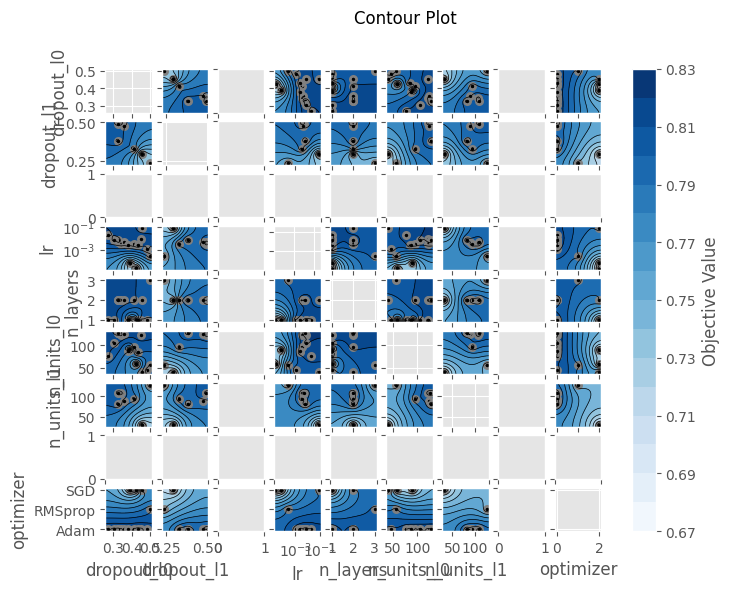 Contour Plot
dropout_l0
0.5
0.4
0.3
dropout_l1
0.50
0.25
1
0
lr
10⁻¹
10⁻³
n_layers
3
2
1
n_units_l0
100
50
n_units_l1
100
50
1
0
optimizer
SGD
RMSprop
Adam
0.3 0.4 0.5 0.25 0.50 0 1 10⁻³ 10⁻¹ 1 2 3 50 100 50 100 0 1 0 2
dropout_l0 dropout_l1 lr n_layers n_units_l0 n_units_l1 optimizer
0.83
0.81
0.79
0.77
0.75
0.73
0.71
0.69
0.67
Objective Value